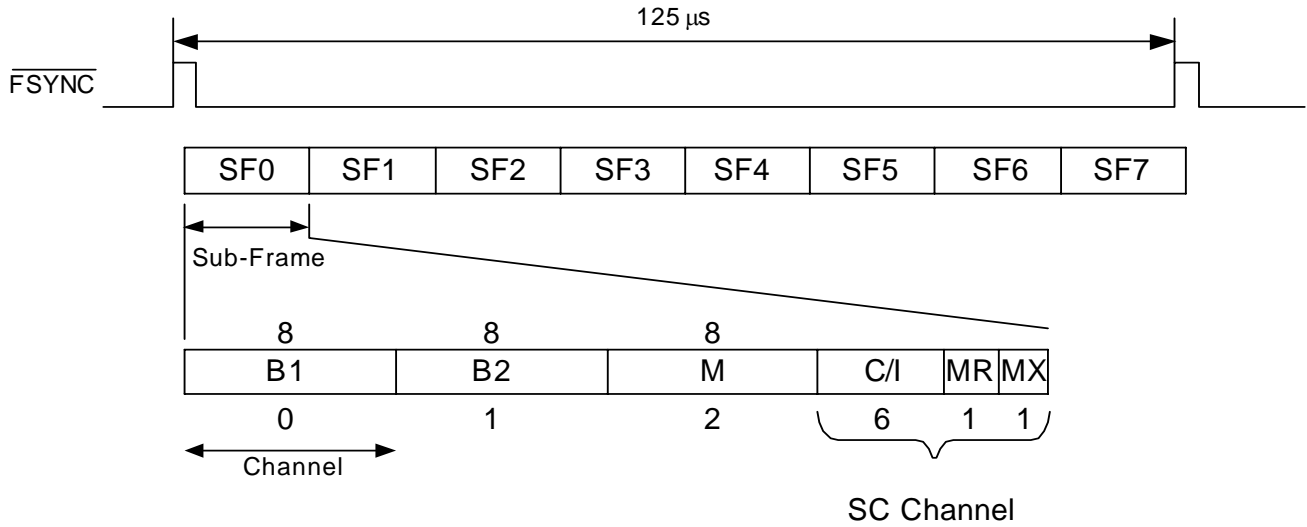 125 μs
FSYNC
SF0 SF1 SF2 SF3 SF4 SF5 SF6 SF7
Sub-Frame
8 8 8
B1 B2 M C/I MR MX
0 1 2 6 1 1
Channel
SC Channel